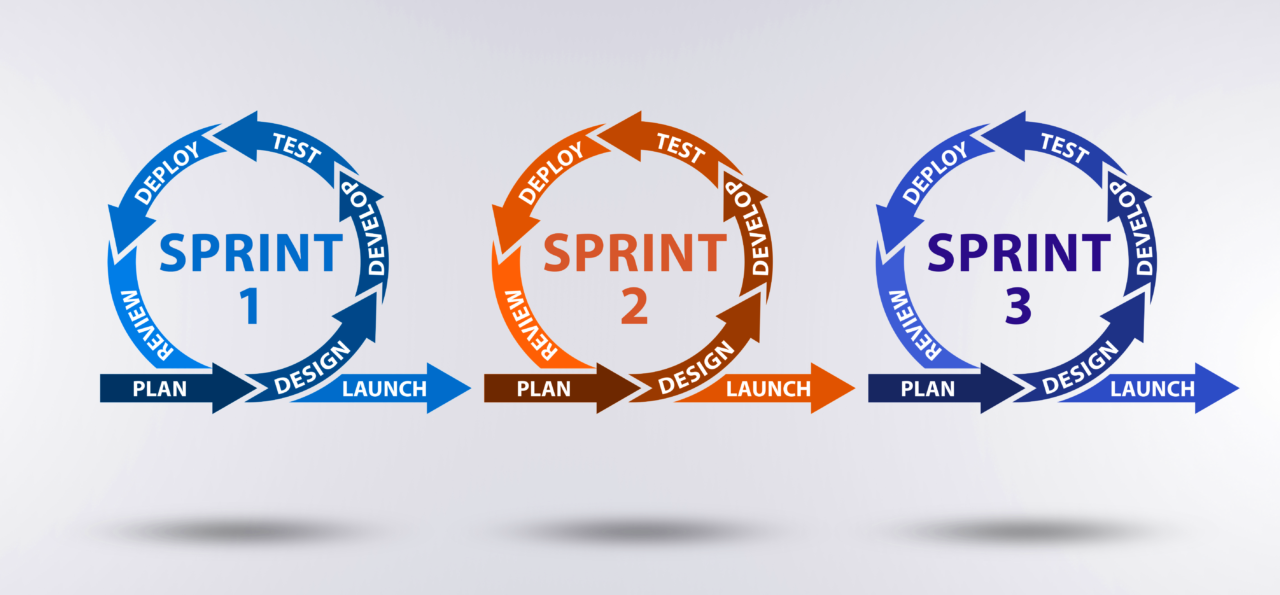 SPRINT
1
PLAN
DESIGN
DEVELOP
TEST
DEPLOY
REVIEW
LAUNCH
SPRINT
2
PLAN
DESIGN
DEVELOP
TEST
DEPLOY
REVIEW
LAUNCH
SPRINT
3
PLAN
DESIGN
DEVELOP
TEST
DEPLOY
REVIEW
LAUNCH